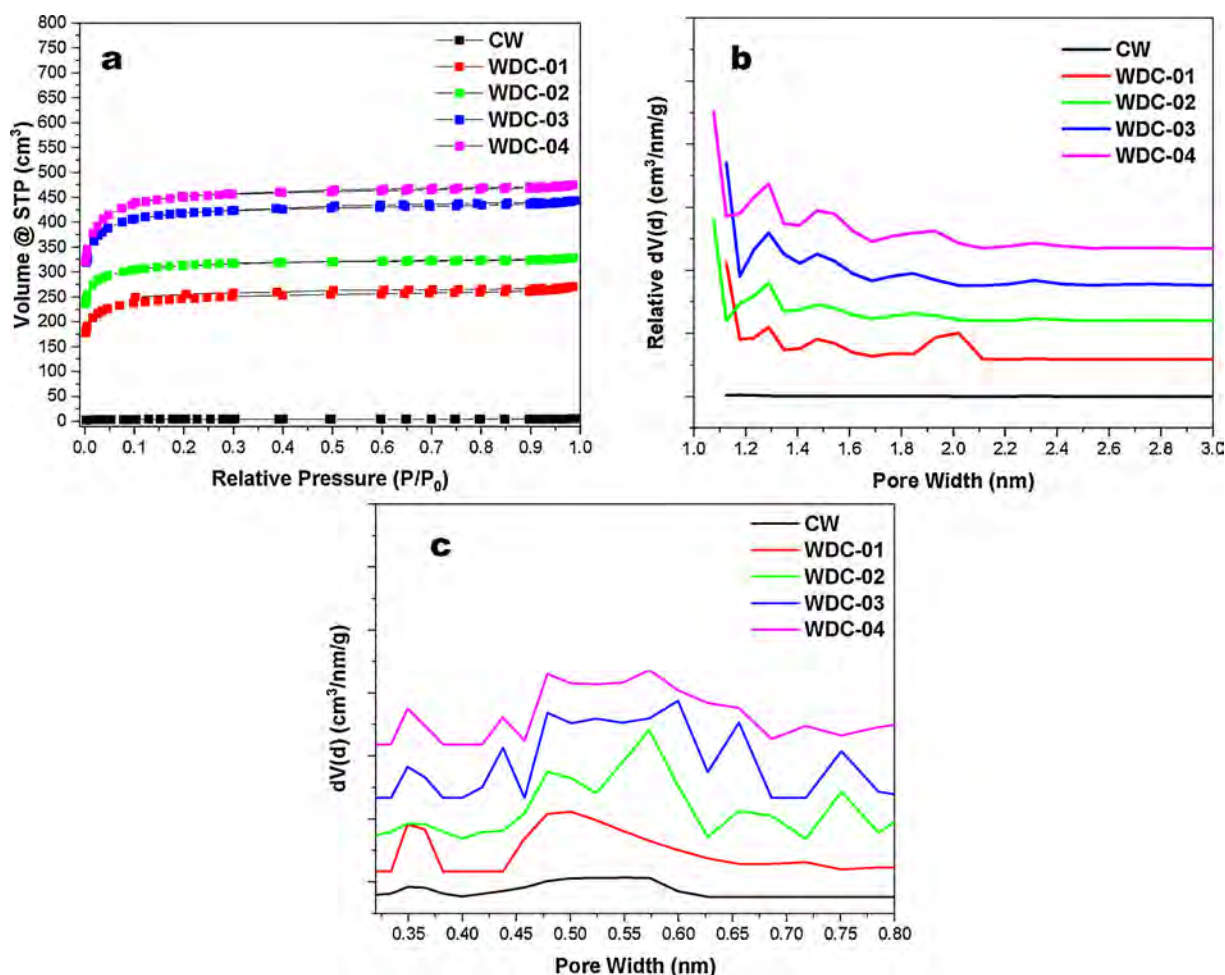 a
CW
WDC-01
WDC-02
WDC-03
WDC-04
800
750
700
650
600
550
500
450
400
350
300
250
200
150
100
50
0
Volume @ STP (cm³)
0.0 0.1 0.2 0.3 0.4 0.5 0.6 0.7 0.8 0.9 1.0
Relative Pressure (P/P₀)
b
CW
WDC-01
WDC-02
WDC-03
WDC-04
Relative dV(d) (cm³/nm/g)
1.0 1.2 1.4 1.6 1.8 2.0 2.2 2.4 2.6 2.8 3.0
Pore Width (nm)
c
CW
WDC-01
WDC-02
WDC-03
WDC-04
dV(d) (cm³/nm/g)
0.35 0.40 0.45 0.50 0.55 0.60 0.65 0.70 0.75 0.80
Pore Width (nm)